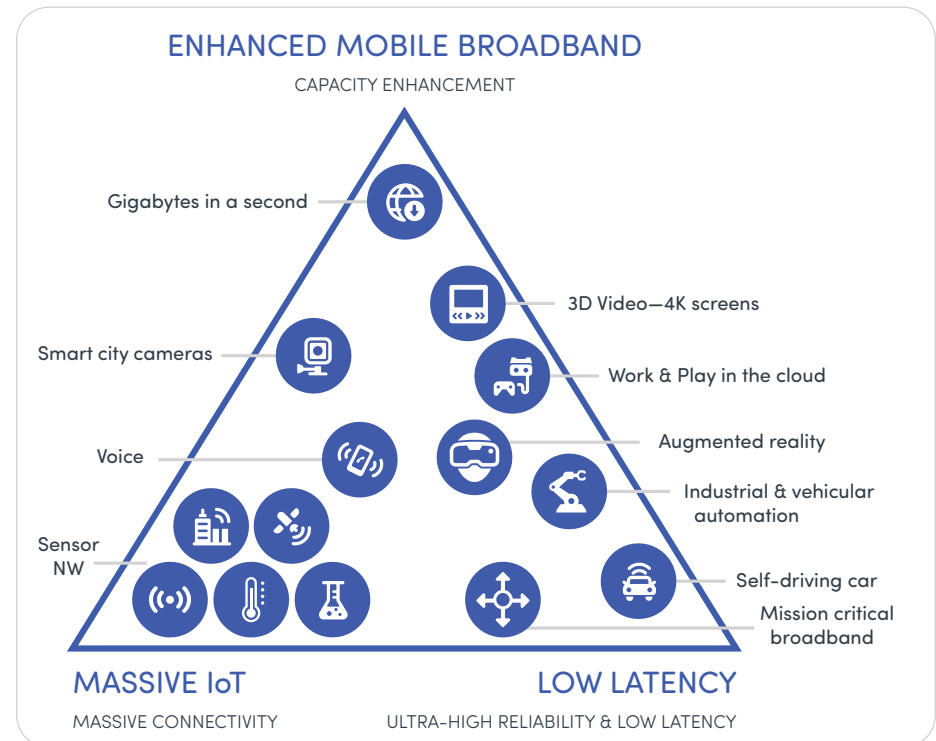 ENHANCED MOBILE BROADBAND
CAPACITY ENHANCEMENT
Gigabytes in a second
3D Video—4K screens
Smart city cameras
Work & Play in the cloud
Augmented reality
Voice
Industrial & vehicular
automation
Sensor
NW
Self-driving car
Mission critical
broadband
MASSIVE IoT
MASSIVE CONNECTIVITY
LOW LATENCY
ULTRA-HIGH RELIABILITY & LOW LATENCY